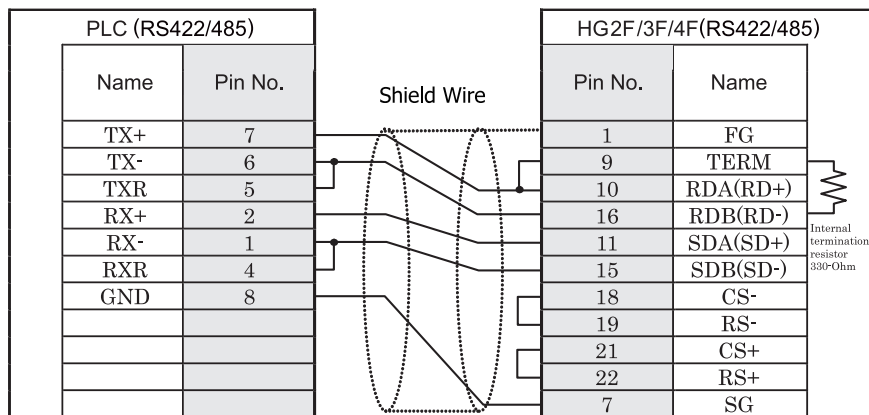 PLC (RS422/485) HG2F/3F/4F(RS422/485)
Name Pin No. Shield Wire Pin No. Name
TX+ 7 1 FG
TX- 6 9 TERM
TXR 5 10 RDA(RD+)
RX+ 2 16 RDB(RD-)
RX- 1 11 SDA(SD+)
RXR 4 15 SDB(SD-)
GND 8 18 CS-
19 RS-
21 CS+
22 RS+
7 SG
Internal
termination
resistor
330-Ohm